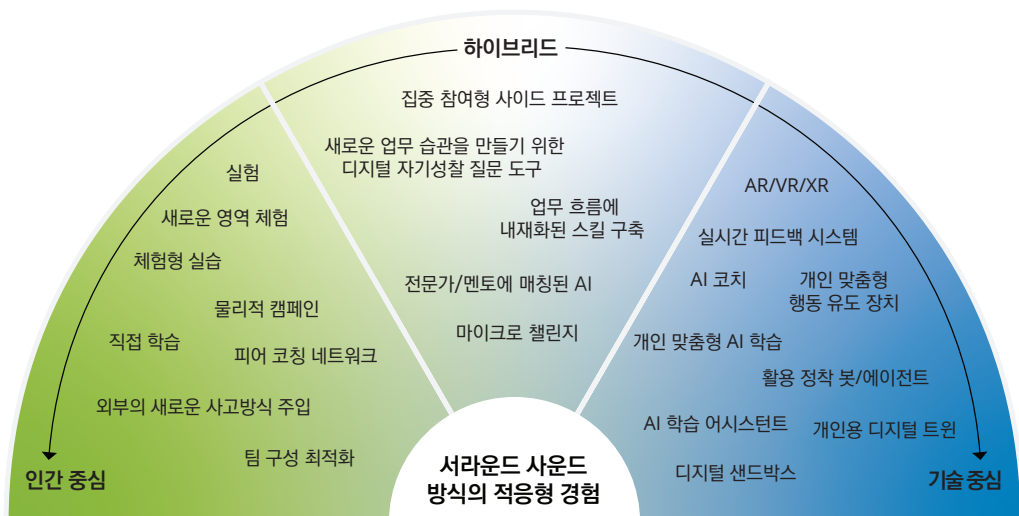 하이브리드
집중 참여형 사이드 프로젝트
새로운 업무 습관을 만들기 위한
디지털 자기성찰 질문 도구
업무 흐름에
내재화된 스킬 구축
전문가/멘토에 매칭된 AI
마이크로 챌린지
실험
새로운 영역 체험
체험형 실습
물리적 캠페인
직접 학습
피어 코칭 네트워크
외부의 새로운 사고방식 주입
팀 구성 최적화
인간 중심
AR/VR/XR
실시간 피드백 시스템
AI 코치
개인 맞춤형
행동 유도 장치
개인 맞춤형 AI 학습
활용 정착 봇/에이전트
AI 학습 어시스턴트
개인용 디지털 트윈
디지털 샌드박스
기술 중심
서라운드 사운드
방식의 적응형 경험